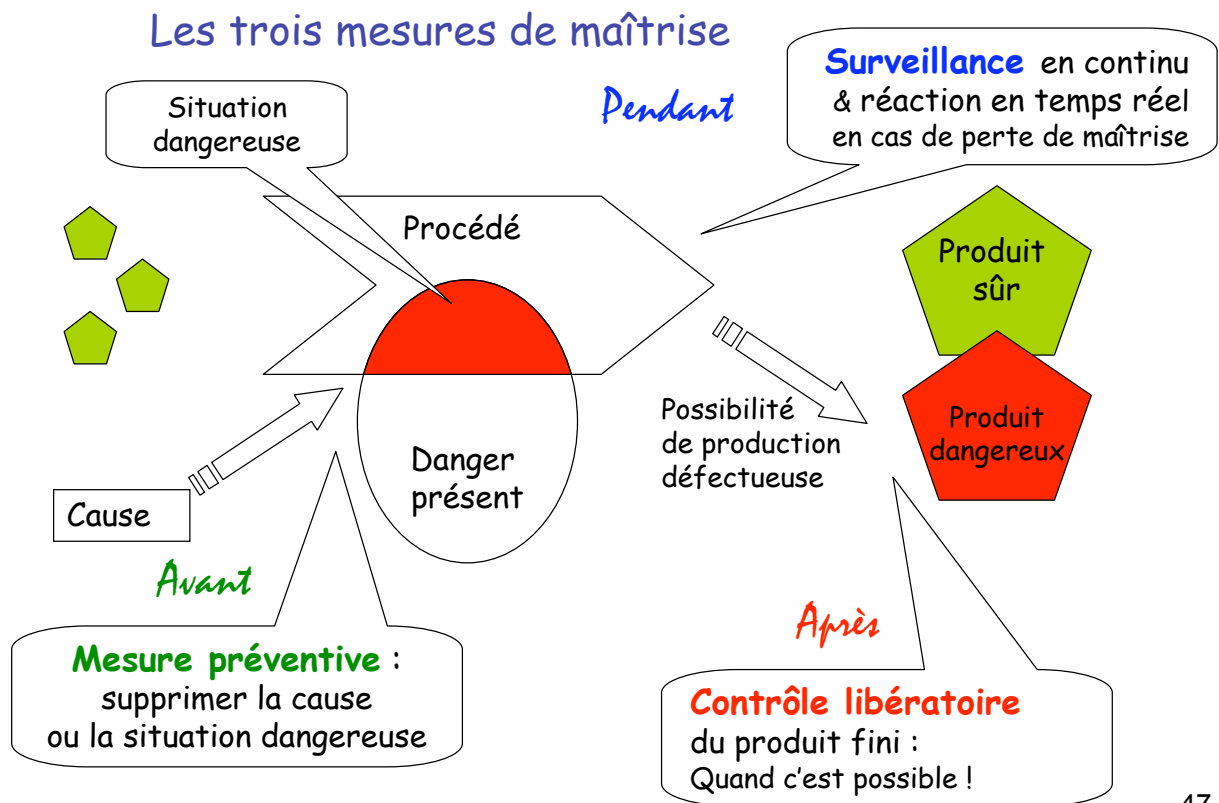 Les trois mesures de maîtrise
Situation
dangereuse
Pendant
Surveillance en continu
& réaction en temps réel
en cas de perte de maîtrise
Procédé
Produit
sûr
Danger
présent
Possibilité
de production
défectueuse
Produit
dangereux
Cause
Avant
Mesure préventive :
supprimer la cause
ou la situation dangereuse
Après
Contrôle libératoire
du produit fini :
Quand c'est possible !
47